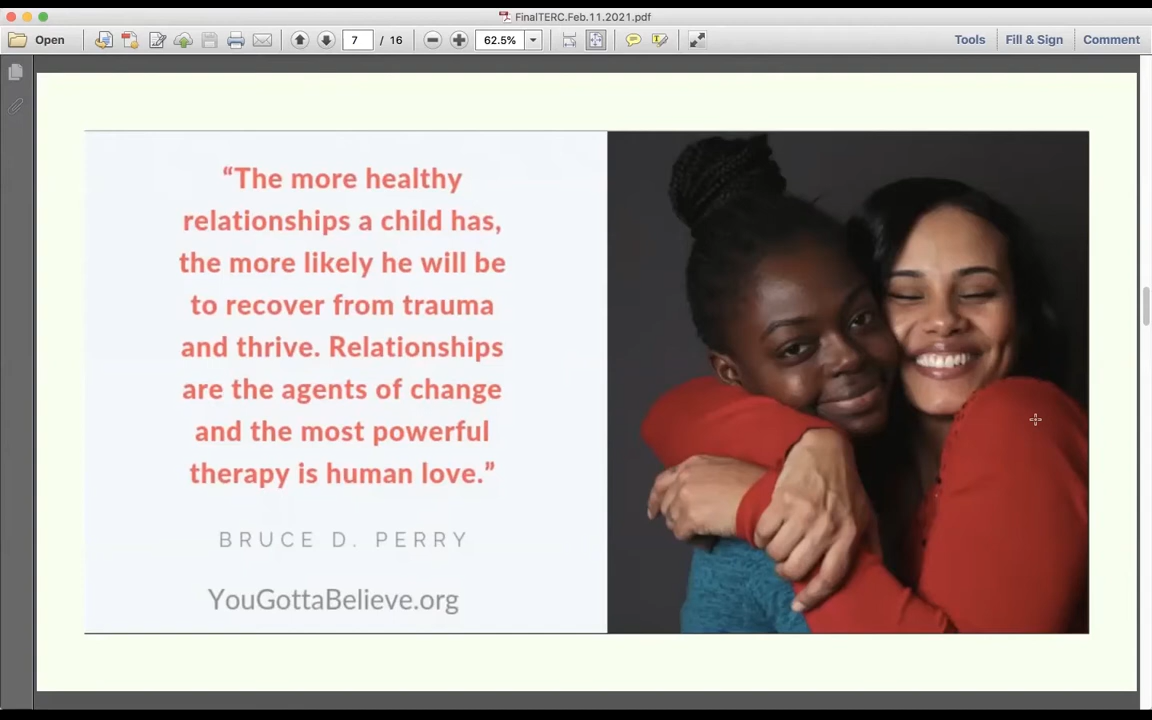 FinalTERC.Feb.11.2021.pdf
Open
7 / 16
62.5%
Tools
Fill & Sign
Comment
“The more healthy
relationships a child has,
the more likely he will be
to recover from trauma
and thrive. Relationships
are the agents of change
and the most powerful
therapy is human love.”
BRUCE D. PERRY
YouGottaBelieve.org